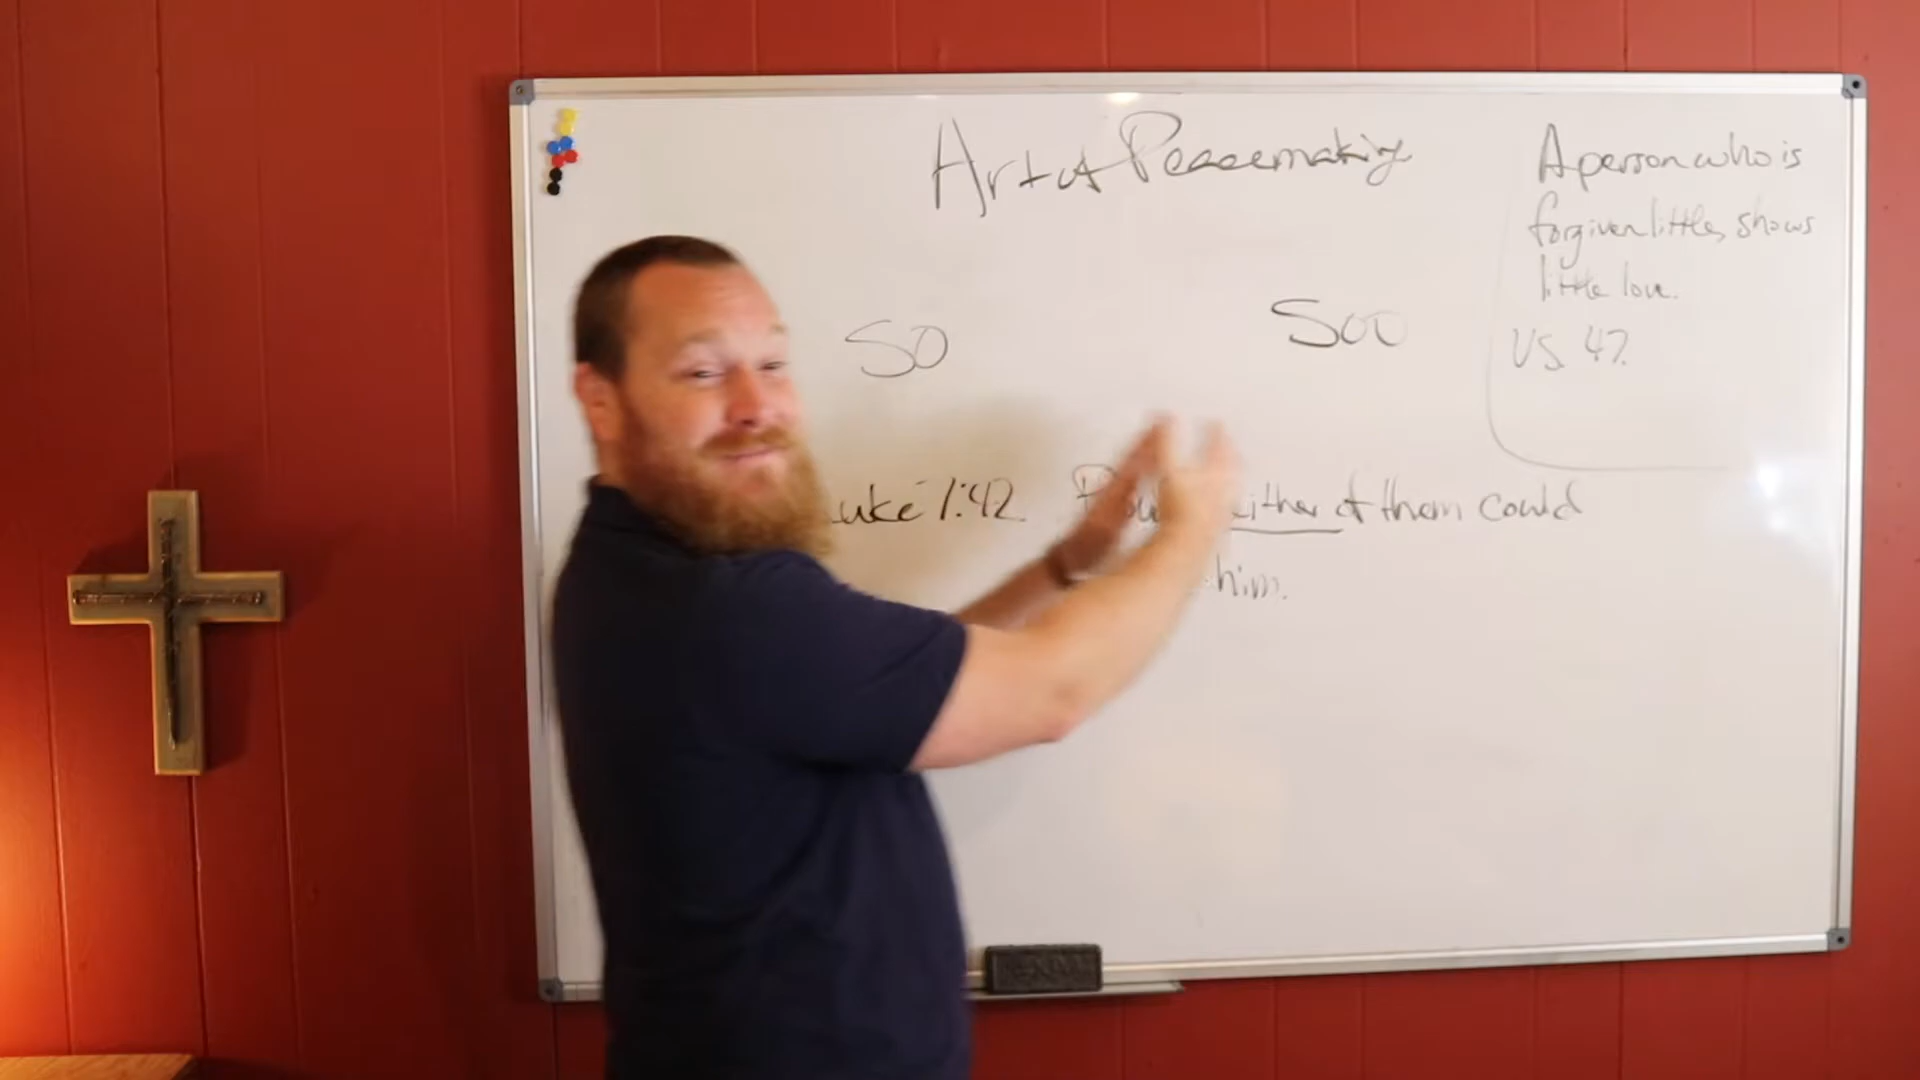 Art of Peacemaking
A person who is
forgiven little, shows
little love.
VS. 47.
50
500
uke 7:42 either of them could
him.